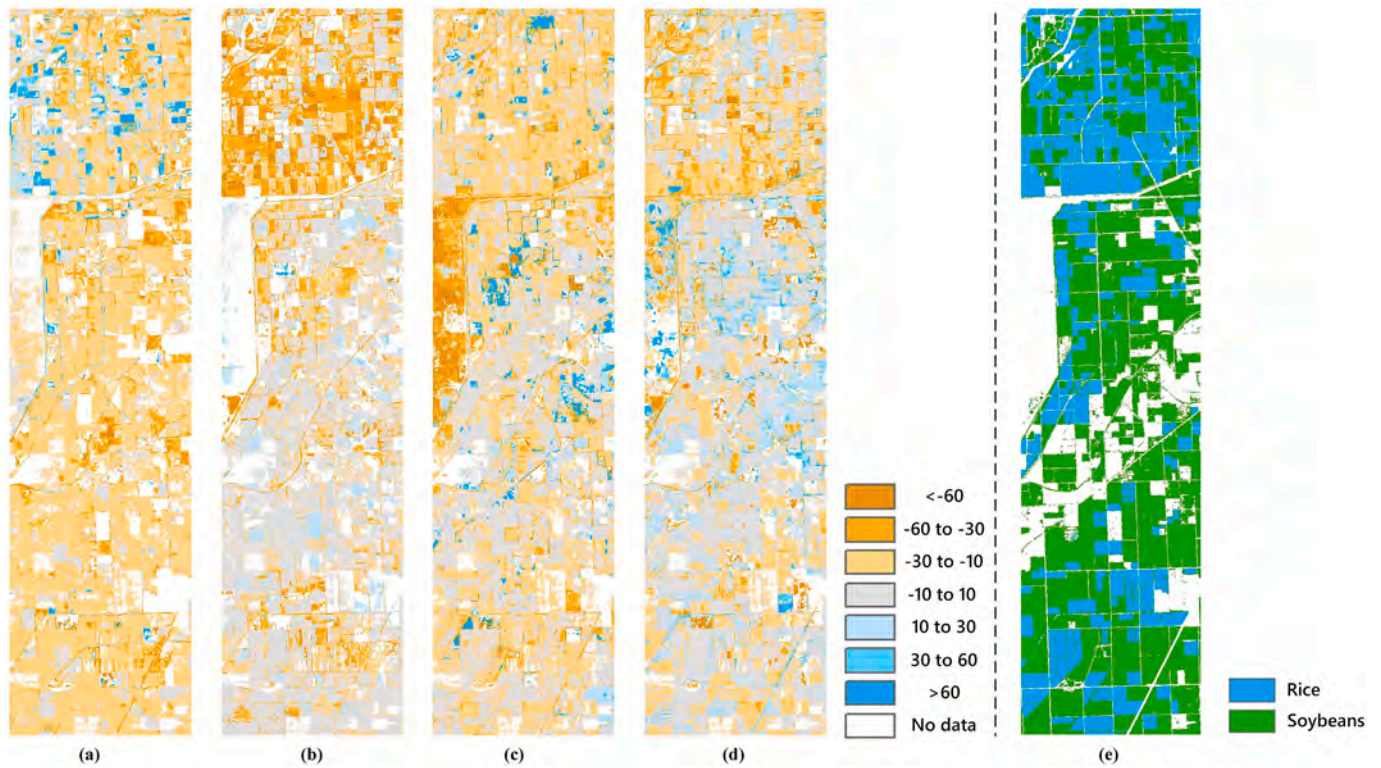 <-60
-60 to -30
-30 to -10
-10 to 10
10 to 30
30 to 60
>60
No data
Rice
Soybeans
(a) (b) (c) (d) (e)